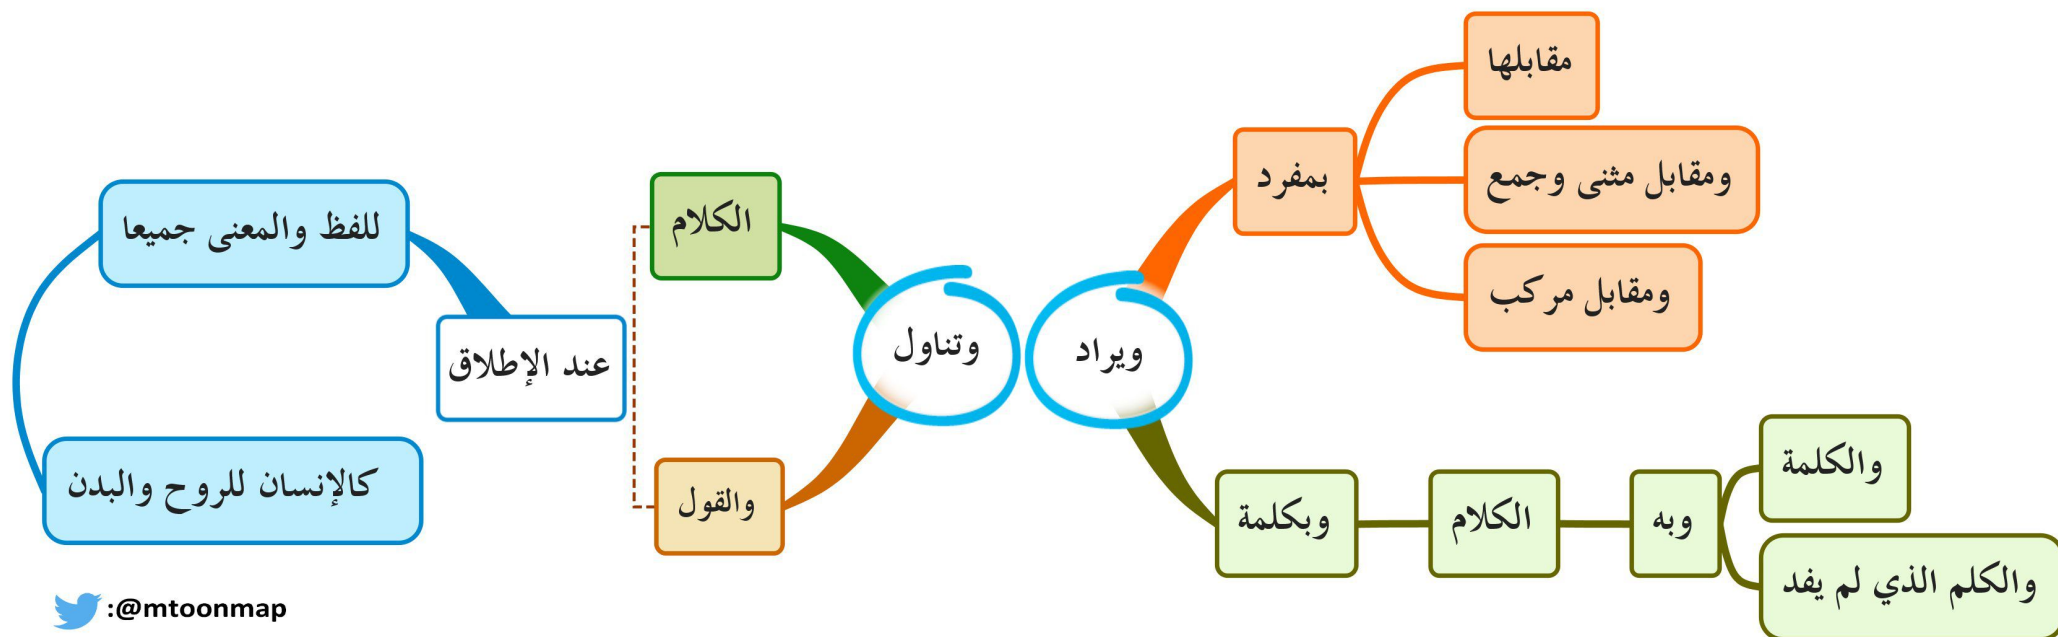 ويراد
بمفرد
مقابلها
ومقابل مثنى وجمع
ومقابل مركب
وبكلمة
الكلام
وبه
والكلمة
والكلم الذي لم يفد
وتناول
الكلام
والقول
عند الإطلاق
للفظ والمعنى جميعا
كالإنسان للروح والبدن
:@mtoonmap